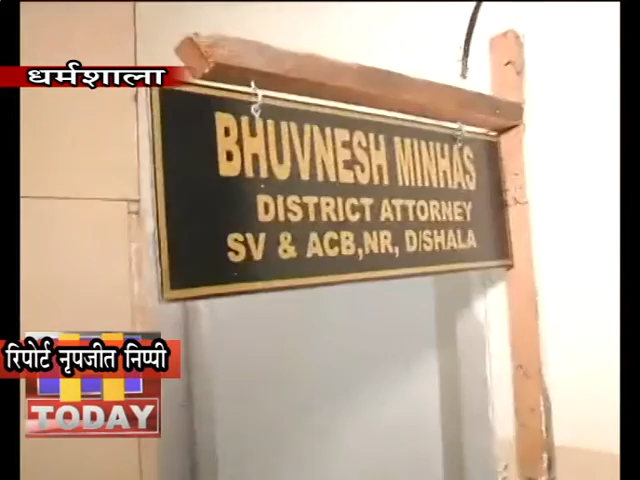 धर्मशाला
BHUVNESH MINHAS
DISTRICT ATTORNEY
SV & ACB,NR, D/SHALA
रिपोर्ट नृपजीत निप्पी
TODAY